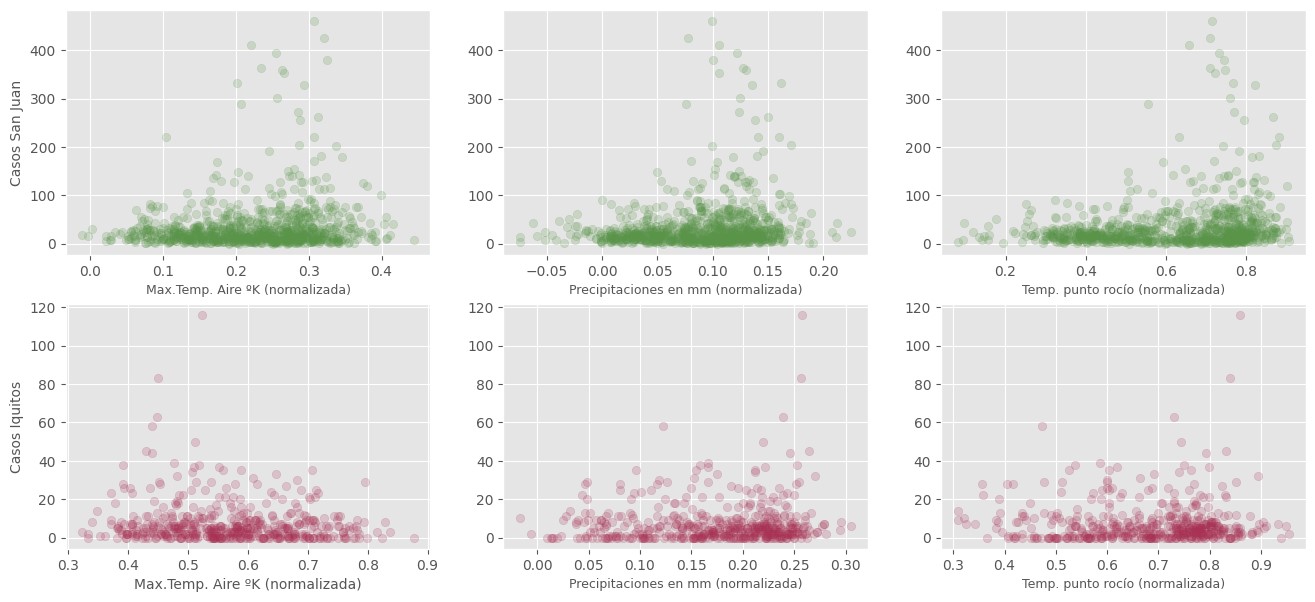 Casos San Juan
400
300
200
100
0
0.0 0.1 0.2 0.3 0.4
Max.Temp. Aire ºK (normalizada)
400
300
200
100
0
−0.05 0.00 0.05 0.10 0.15 0.20
Precipitaciones en mm (normalizada)
400
300
200
100
0
0.2 0.4 0.6 0.8
Temp. punto rocío (normalizada)
Casos Iquitos
120
100
80
60
40
20
0
0.3 0.4 0.5 0.6 0.7 0.8 0.9
Max.Temp. Aire ºK (normalizada)
120
100
80
60
40
20
0
0.00 0.05 0.10 0.15 0.20 0.25 0.30
Precipitaciones en mm (normalizada)
120
100
80
60
40
20
0
0.3 0.4 0.5 0.6 0.7 0.8 0.9
Temp. punto rocío (normalizada)